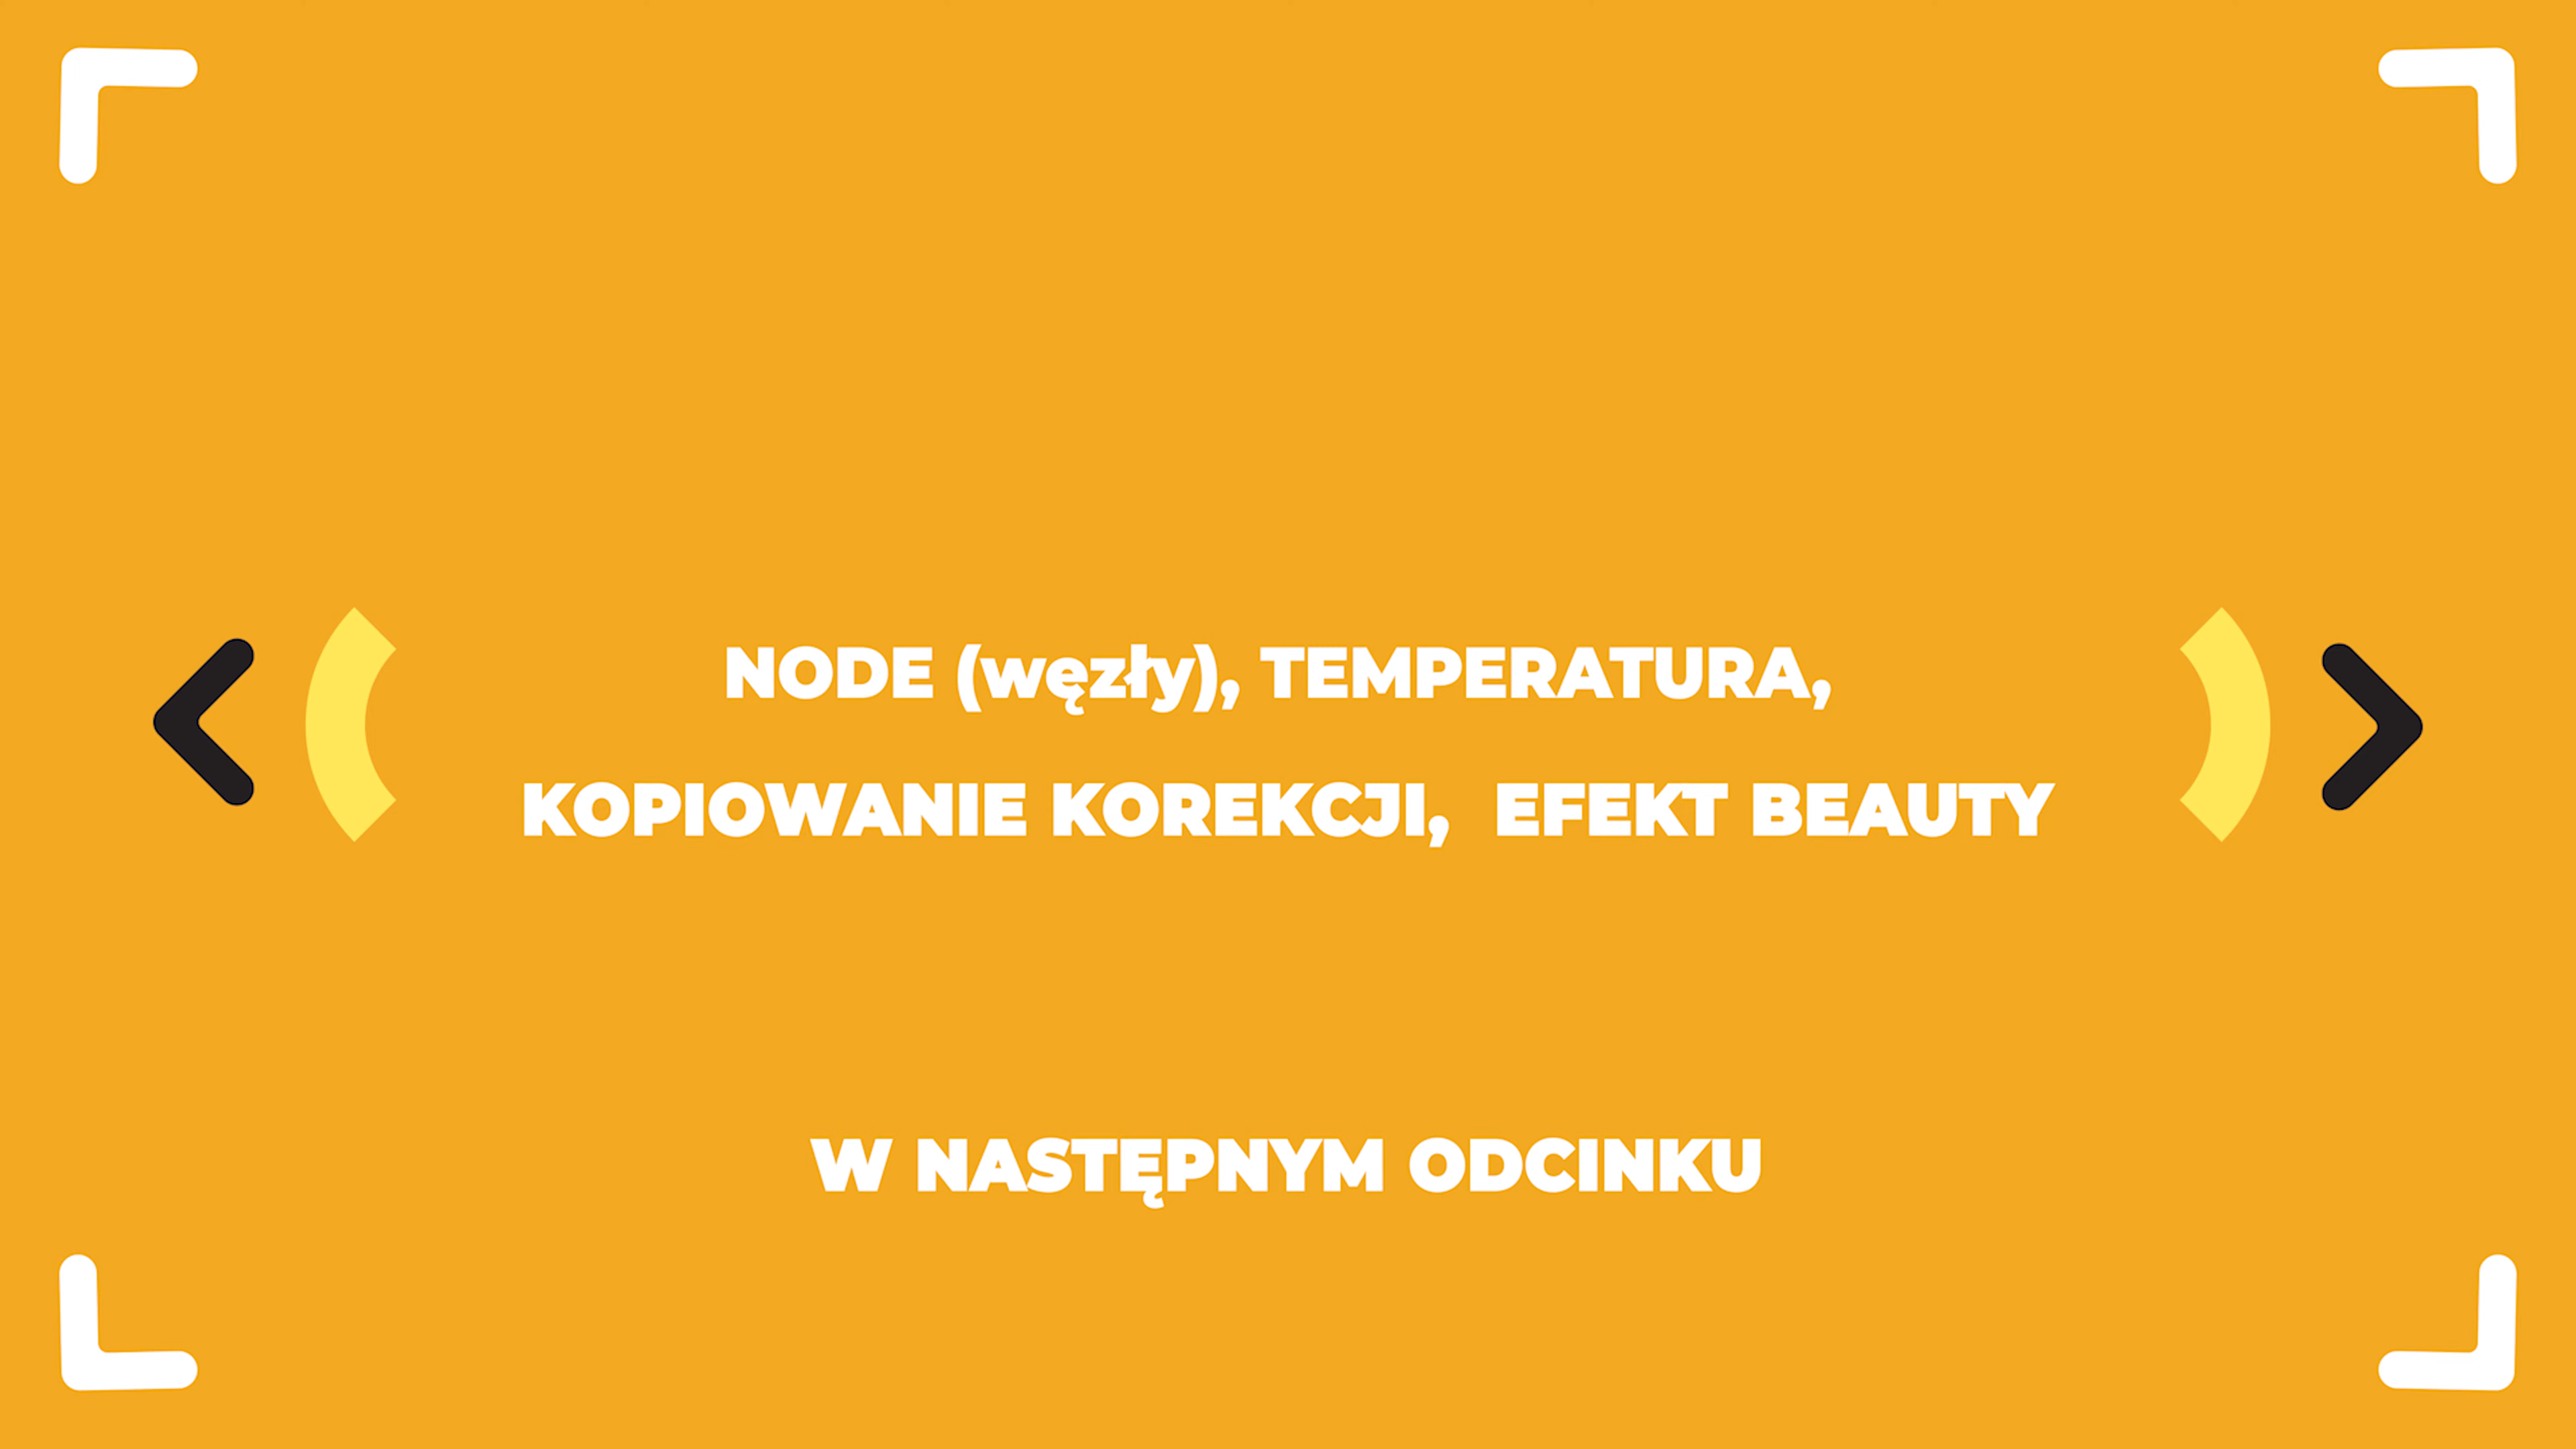 NODE (węzły), TEMPERATURA,
KOPIOWANIE KOREKCJI,  EFEKT BEAUTY
W NASTĘPNYM ODCINKU